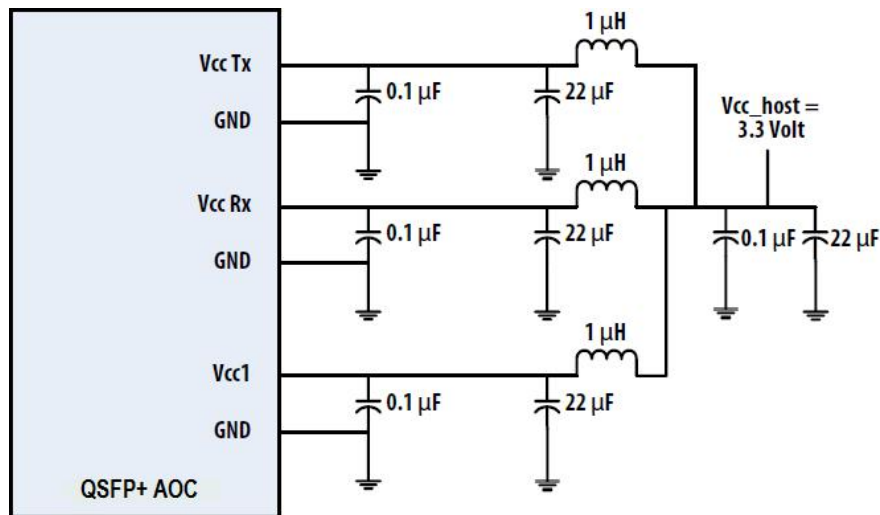 1 μH
Vcc Tx
0.1 μF
22 μF
GND
Vcc_host =
3.3 Volt
1 μH
Vcc Rx
0.1 μF
22 μF
0.1 μF
22 μF
GND
1 μH
Vcc1
0.1 μF
22 μF
GND
QSFP+ AOC